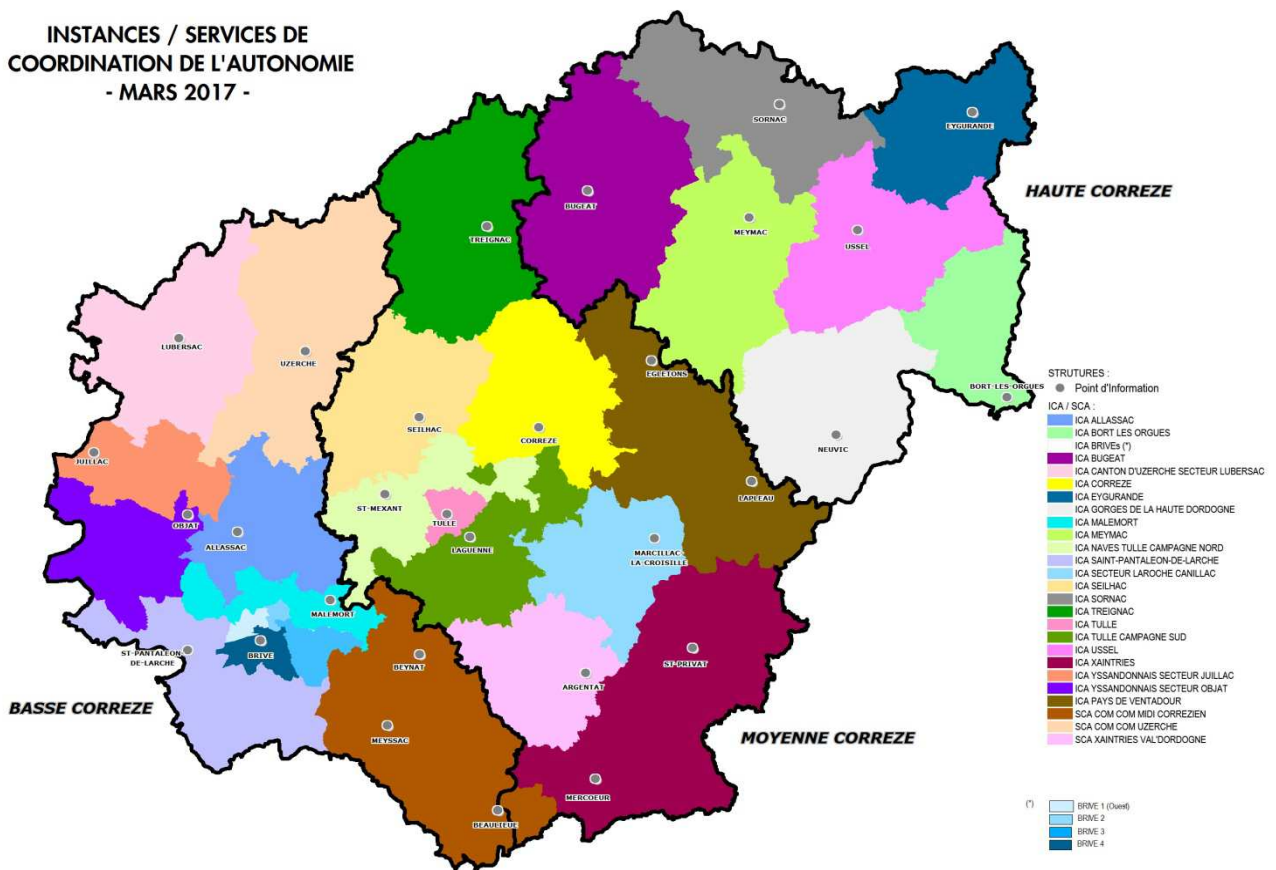 INSTANCES / SERVICES DE
COORDINATION DE L'AUTONOMIE
- MARS 2017 -
SORNAC
EYGURANDE
HAUTE CORREZE
BUGEAT
MEYMAC
USSEL
TREIGNAC
LUBERSAC
UZERCHE
EGLETONS
BORT-LES-ORGUES
SEILHAC
CORREZE
NEUVIC
JUILLAC
ST-MEXANT
LAPLEAU
OBJAT
TULLE
ALLASSAC
LAGUENNE
MARCILLAC
LA-CROISILLE
MALEMORT
ST-PANTALEON
DE-LARCHE
BRIVE
BEYNAT
ST-PRIVAT
ARGENTAT
BASSE CORREZE
MEYSSAC
MOYENNE CORREZE
MERCOEUR
BEAULIEUE
STRUTURES :
Point d'Information
ICA / SCA :
ICA ALLASSAC
ICA BORT LES ORGUES
ICA BRIVEs (*)
ICA BUGEAT
ICA CANTON D'UZERCHE SECTEUR LUBERSAC
ICA CORREZE
ICA EYGURANDE
ICA GORGES DE LA HAUTE DORDOGNE
ICA MALEMORT
ICA MEYMAC
ICA NAVES TULLE CAMPAGNE NORD
ICA SAINT-PANTALEON-DE-LARCHE
ICA SECTEUR LAROCHE CANILLAC
ICA SEILHAC
ICA SORNAC
ICA TREIGNAC
ICA TULLE
ICA TULLE CAMPAGNE SUD
ICA USSEL
ICA XAINTRIES
ICA YSSANDONNAIS SECTEUR JUILLAC
ICA YSSANDONNAIS SECTEUR OBJAT
ICA PAYS DE VENTADOUR
SCA COM COM MIDI CORREZIEN
SCA COM COM UZERCHE
SCA XAINTRIES VAL'DORDOGNE
(*)
BRIVE 1 (Ouest)
BRIVE 2
BRIVE 3
BRIVE 4